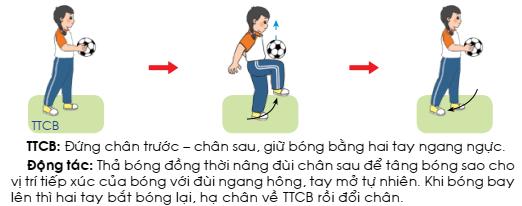 TTCB
TTCB: Đứng chân trước – chân sau, giữ bóng bằng hai tay ngang ngực.
Động tác: Thả bóng đồng thời nâng đùi chân sau để tâng bóng sao cho
vị trí tiếp xúc của bóng với đùi ngang hông, tay mở tự nhiên. Khi bóng bay
lên thì hai tay bắt bóng lại, hạ chân về TTCB rồi đổi chân.